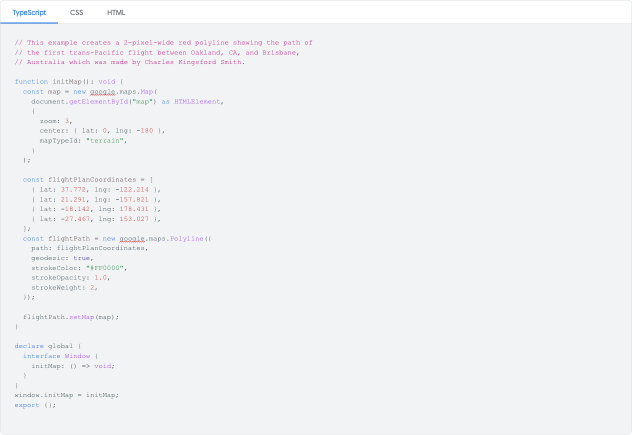 TypeScript CSS HTML
// This example creates a 2-pixel-wide red polyline showing the path of
// the first trans-Pacific flight between Oakland, CA, and Brisbane,
// Australia which was made by Charles Kingsford Smith.
function initMap(): void {
  const map = new google.maps.Map(
    document.getElementById("map") as HTMLElement,
    {
      zoom: 3,
      center: { lat: 0, lng: -180 },
      mapTypeId: "terrain",
    }
  );
  const flightPlanCoordinates = [
    { lat: 37.772, lng: -122.214 },
    { lat: 21.291, lng: -157.821 },
    { lat: -18.142, lng: 178.431 },
    { lat: -27.467, lng: 153.027 },
  ];
  const flightPath = new google.maps.Polyline({
    path: flightPlanCoordinates,
    geodesic: true,
    strokeColor: "#FF0000",
    strokeOpacity: 1.0,
    strokeWeight: 2,
  });
  flightPath.setMap(map);
}
declare global {
  interface Window {
    initMap: () => void;
  }
}
window.initMap = initMap;
export {};